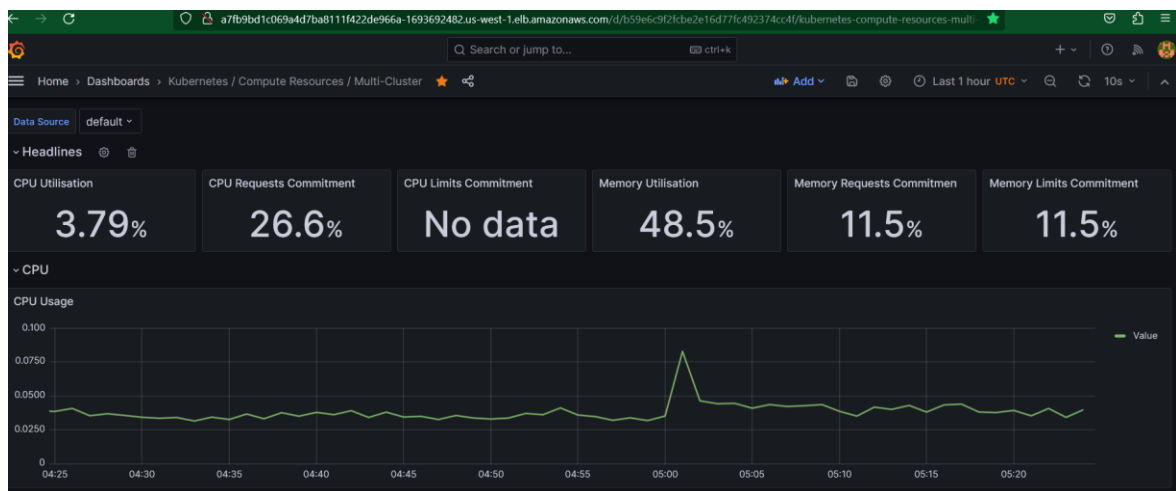 a7fb9bd1c069a4d7ba8111f422de966a-1693692482.us-west-1.elb.amazonaws.com/d/b59e6c9f2fcbe2e16d77fc492374cc4f/kubernetes-compute-resources-multi-
Search or jump to... ctrl+k
Home › Dashboards › Kubernetes / Compute Resources / Multi-Cluster Add Last 1 hour UTC 10s
Data Source default
Headlines
CPU Utilisation
3.79%
CPU Requests Commitment
26.6%
CPU Limits Commitment
No data
Memory Utilisation
48.5%
Memory Requests Commitmen
11.5%
Memory Limits Commitment
11.5%
CPU
CPU Usage
0.100
0.0750
0.0500
0.0250
0
04:25 04:30 04:35 04:40 04:45 04:50 04:55 05:00 05:05 05:10 05:15 05:20
Value